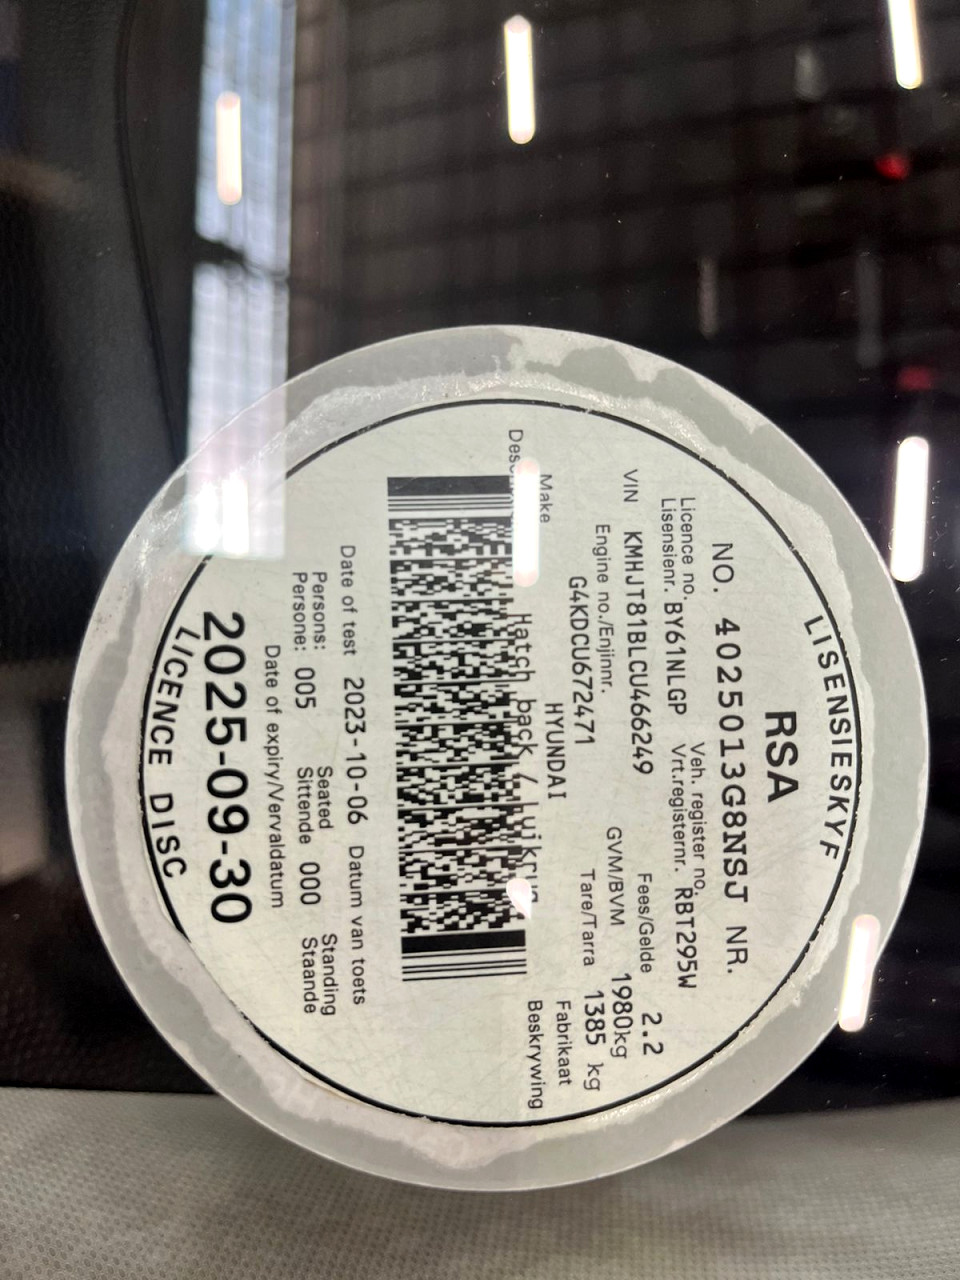 LISENSIESKYF
RSA
NO. 4025013G8NSJ NR.
Licence no. Veh. register no.
Lisensienr. BY61NLGP Vrt.registernr. RBT295W
VIN KMHJT81BLCU466249 Fees/Gelde 2.2
Engine no./Enjinnr. GVM/BVM 1980kg
G4KDCU672471 Tare/Tarra 1385 kg
Make HYUNDAI Fabrikaat
Hatch back / Beskrywing
Date of test 2023-10-06 Datum van toets
Persons: Seated Standing
Persone: 005 Sittende 000 Staande
Date of expiry/Vervaldatum
2025-09-30
LICENCE DISC